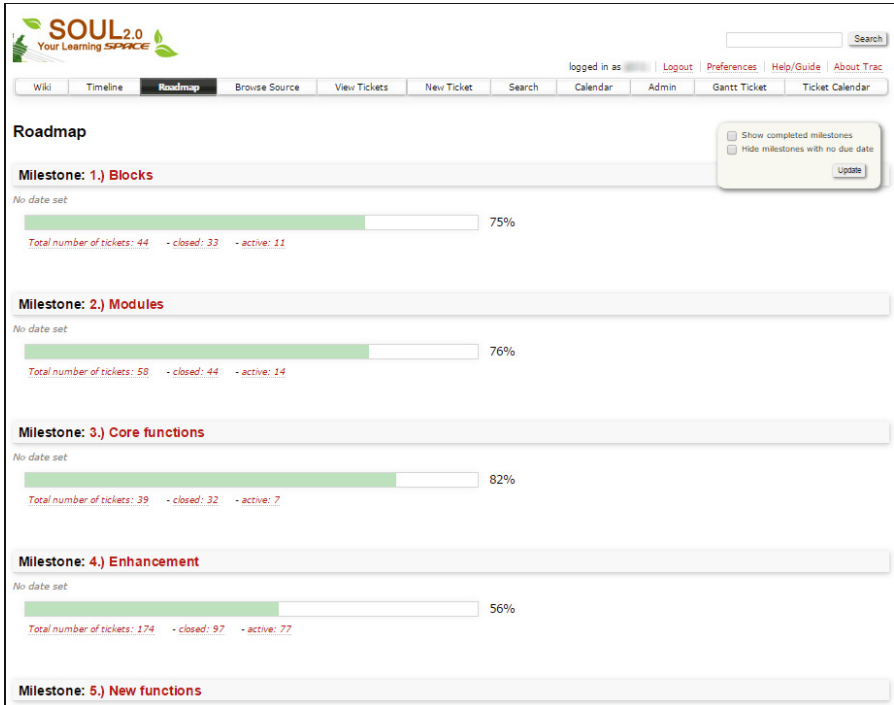 SOUL2.0
Your Learning SPACE
Search
logged in as
Logout
Preferences
Help/Guide
About Trac
Wiki
Timeline
Roadmap
Browse Source
View Tickets
New Ticket
Search
Calendar
Admin
Gantt Ticket
Ticket Calendar
Roadmap
Show completed milestones
Hide milestones with no due date
Update
Milestone: 1.) Blocks
No date set
75%
Total number of tickets: 44 - closed: 33 - active: 11
Milestone: 2.) Modules
No date set
76%
Total number of tickets: 58 - closed: 44 - active: 14
Milestone: 3.) Core functions
No date set
82%
Total number of tickets: 39 - closed: 32 - active: 7
Milestone: 4.) Enhancement
No date set
56%
Total number of tickets: 174 - closed: 97 - active: 77
Milestone: 5.) New functions